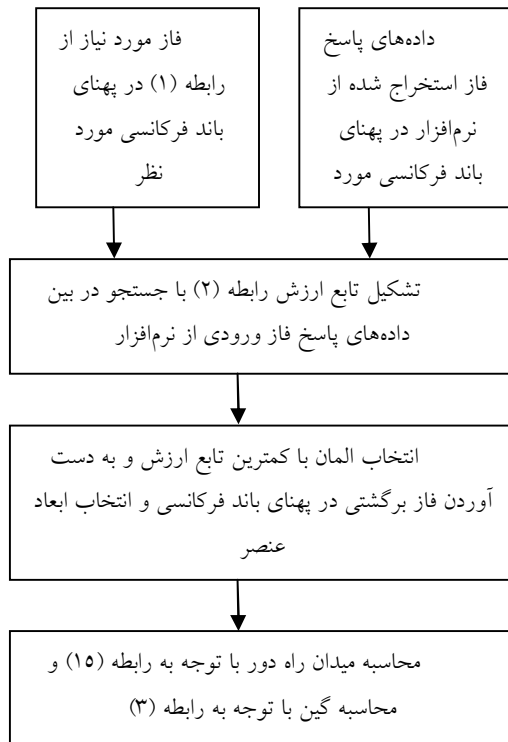 داده‌های پاسخ
فاز استخراج شده از
نرم‌افزار در پهنای
باند فرکانسی مورد
فاز مورد نیاز از
رابطه (۱) در پهنای
باند فرکانسی مورد
نظر
تشکیل تابع ارزش رابطه (۲) با جستجو در بین
داده‌های پاسخ فاز ورودی از نرم‌افزار
انتخاب المان با کمترین تابع ارزش و به دست
آوردن فاز برگشتی در پهنای باند فرکانسی و انتخاب ابعاد
عنصر
محاسبه میدان راه دور با توجه به رابطه (۱۵) و
محاسبه گین با توجه به رابطه (۳)